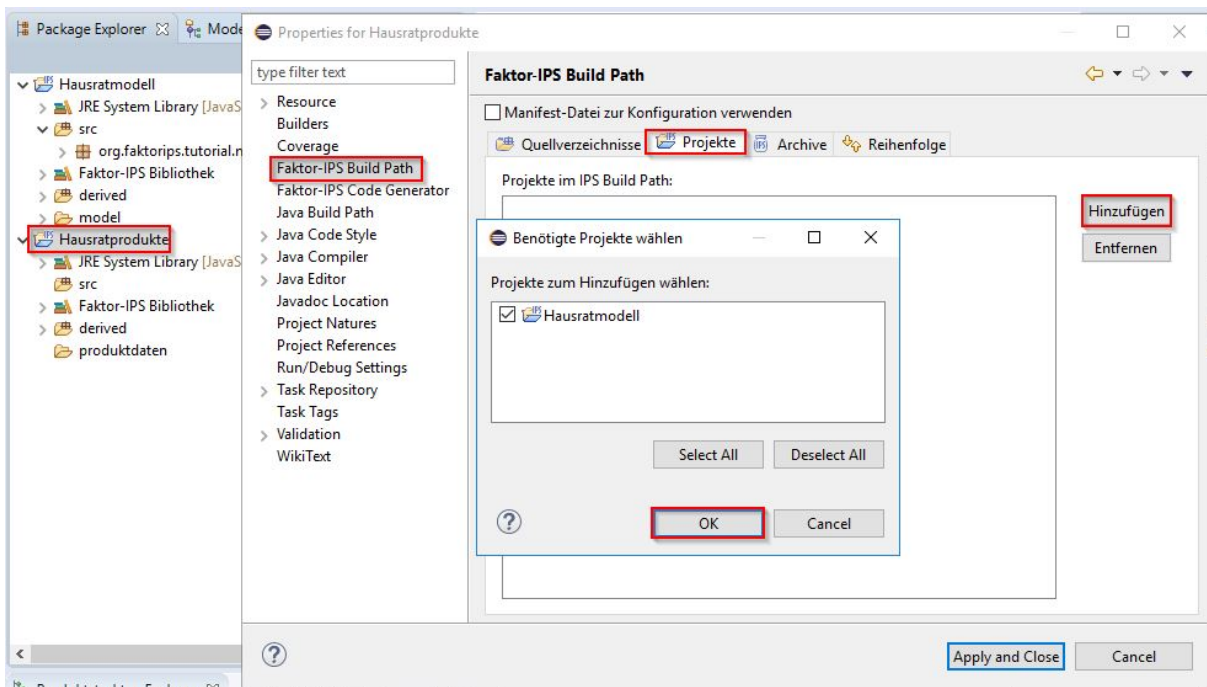 Package Explorer
Mode
Hausratmodell
JRE System Library [JavaS
src
org.faktorips.tutorial.n
Faktor-IPS Bibliothek
derived
model
Hausratprodukte
JRE System Library [JavaS
src
Faktor-IPS Bibliothek
derived
produktdaten
Properties for Hausratprodukte
type filter text
Resource
Builders
Coverage
Faktor-IPS Build Path
Faktor-IPS Code Generator
Java Build Path
Java Code Style
Java Compiler
Java Editor
Javadoc Location
Project Natures
Project References
Run/Debug Settings
Task Repository
Task Tags
Validation
WikiText
Faktor-IPS Build Path
Manifest-Datei zur Konfiguration verwenden
Quellverzeichnisse Projekte Archive Reihenfolge
Projekte im IPS Build Path:
Hinzufügen
Entfernen
Benötigte Projekte wählen
Projekte zum Hinzufügen wählen:
Hausratmodell
Select All Deselect All
OK Cancel
Apply and Close Cancel